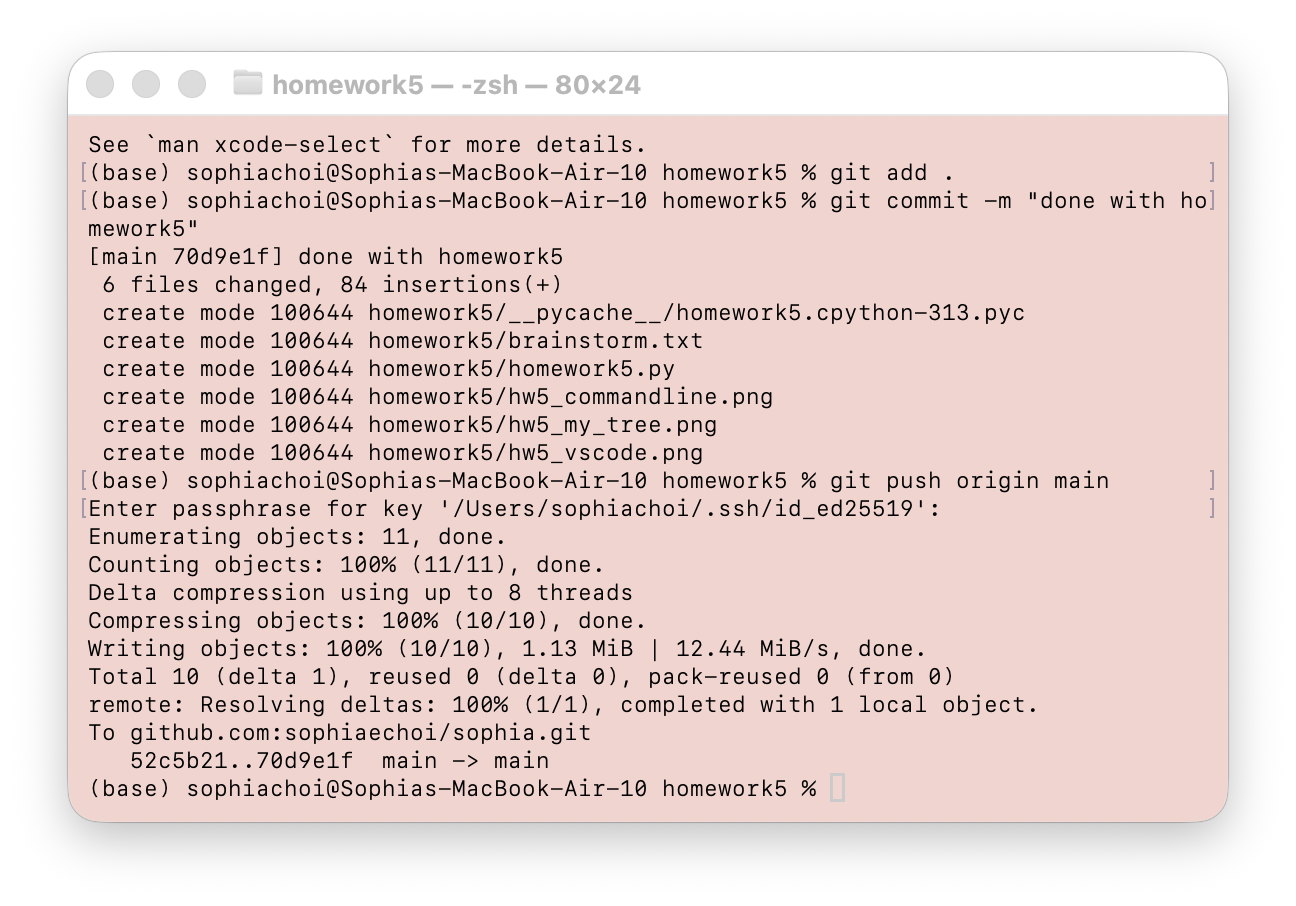 homework5 — -zsh — 80×24
See `man xcode-select` for more details.
[(base) sophiachoi@Sophias-MacBook-Air-10 homework5 % git add . ]
[(base) sophiachoi@Sophias-MacBook-Air-10 homework5 % git commit -m "done with ho]
mework5"
[main 70d9e1f] done with homework5
 6 files changed, 84 insertions(+)
 create mode 100644 homework5/__pycache__/homework5.cpython-313.pyc
 create mode 100644 homework5/brainstorm.txt
 create mode 100644 homework5/homework5.py
 create mode 100644 homework5/hw5_commandline.png
 create mode 100644 homework5/hw5_my_tree.png
 create mode 100644 homework5/hw5_vscode.png
[(base) sophiachoi@Sophias-MacBook-Air-10 homework5 % git push origin main ]
[Enter passphrase for key '/Users/sophiachoi/.ssh/id_ed25519': ]
Enumerating objects: 11, done.
Counting objects: 100% (11/11), done.
Delta compression using up to 8 threads
Compressing objects: 100% (10/10), done.
Writing objects: 100% (10/10), 1.13 MiB | 12.44 MiB/s, done.
Total 10 (delta 1), reused 0 (delta 0), pack-reused 0 (from 0)
remote: Resolving deltas: 100% (1/1), completed with 1 local object.
To github.com:sophiaechoi/sophia.git
   52c5b21..70d9e1f  main -> main
(base) sophiachoi@Sophias-MacBook-Air-10 homework5 %